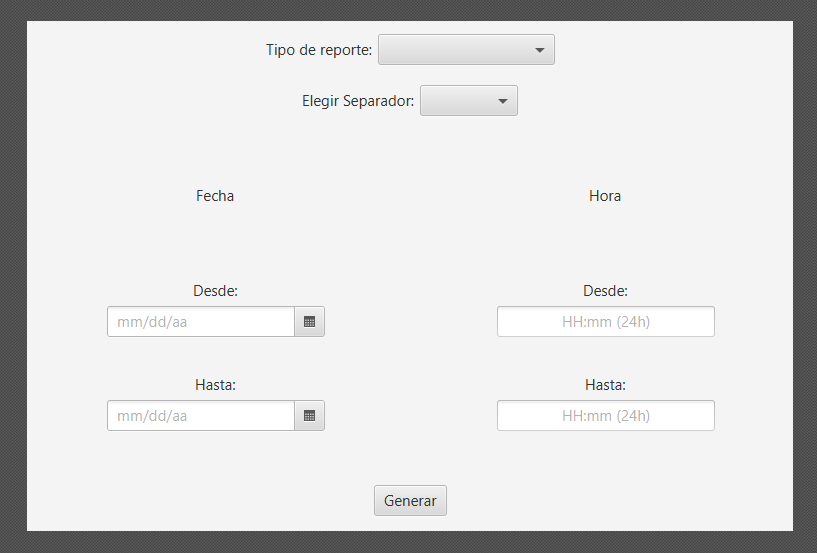 Tipo de reporte:
Elegir Separador:
Fecha
Hora
Desde:
Desde:
mm/dd/aa
HH:mm (24h)
Hasta:
Hasta:
mm/dd/aa
HH:mm (24h)
Generar